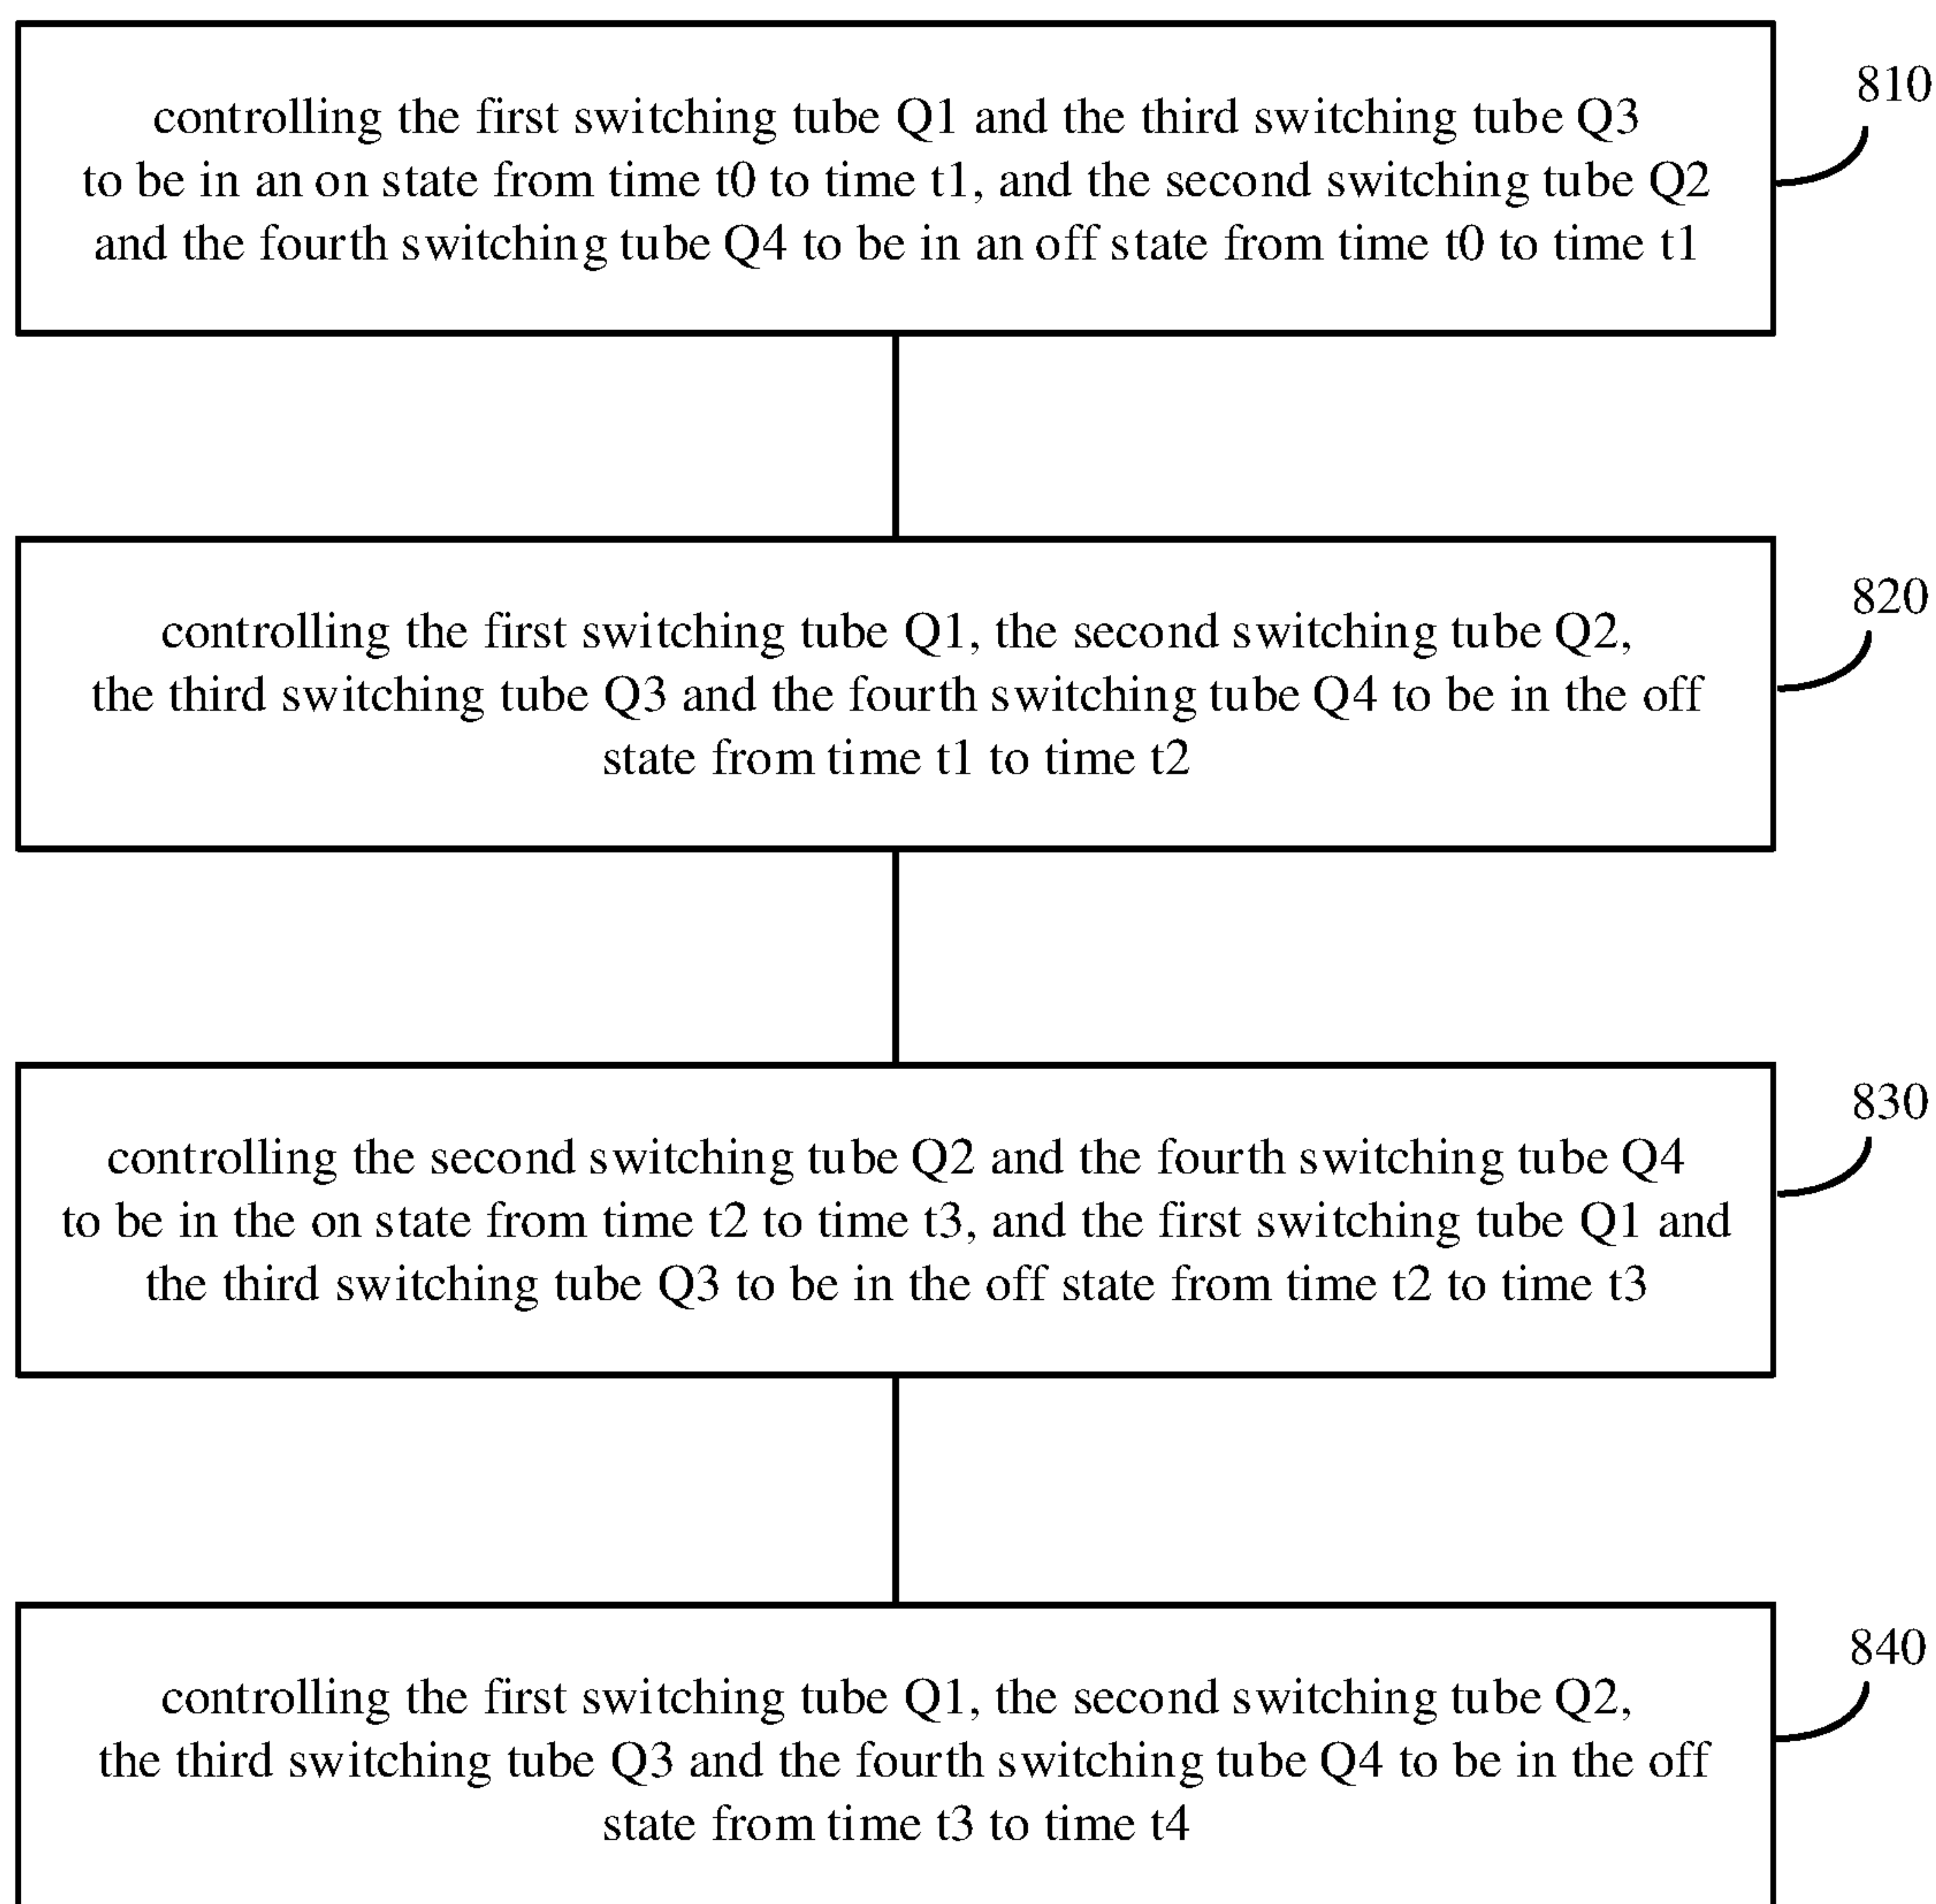 controlling the first switching tube Q1 and the third switching tube Q3
to be in an on state from time t0 to time t1, and the second switching tube Q2
and the fourth switching tube Q4 to be in an off state from time t0 to time t1
810
controlling the first switching tube Q1, the second switching tube Q2,
the third switching tube Q3 and the fourth switching tube Q4 to be in the off
state from time t1 to time t2
820
controlling the second switching tube Q2 and the fourth switching tube Q4
to be in the on state from time t2 to time t3, and the first switching tube Q1 and
the third switching tube Q3 to be in the off state from time t2 to time t3
830
controlling the first switching tube Q1, the second switching tube Q2,
the third switching tube Q3 and the fourth switching tube Q4 to be in the off
state from time t3 to time t4
840